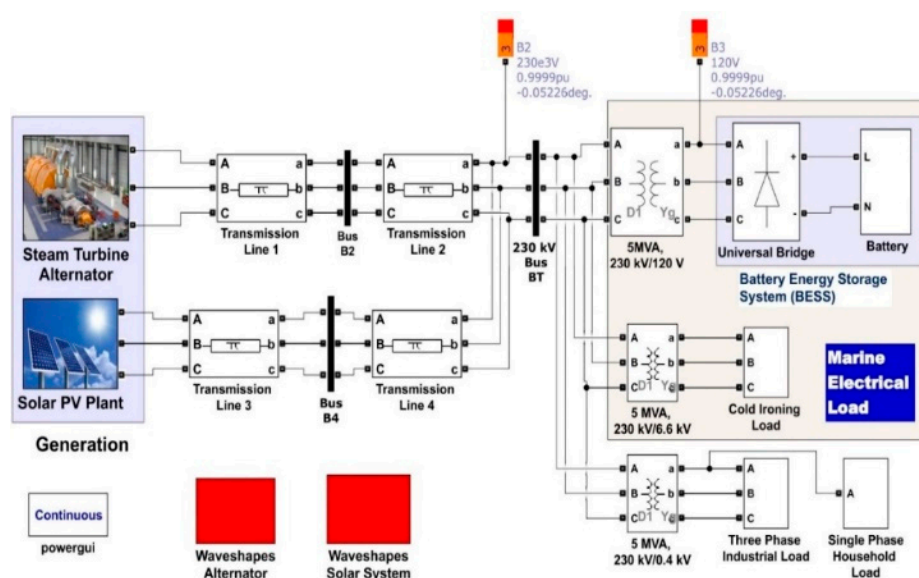 B2
230e3V
0.9999pu
-0.05226deg.
B3
120V
0.9999pu
-0.05226deg.
3
3
A a
B b
C c
Transmission
Line 1
Bus
B2
A a
B b
C c
Transmission
Line 2
230 kV
Bus
BT
A a
B b
C c
D1 Yg
5MVA,
230 kV/120 V
A +
B
C -
Universal Bridge
L
N
Battery
Battery Energy Storage
System (BESS)
Steam Turbine
Alternator
Solar PV Plant
Generation
A a
B b
C c
Transmission
Line 3
Bus
B4
A a
B b
C c
Transmission
Line 4
A a
B b
C c
D1 Yg
5 MVA,
230 kV/6.6 kV
A
B
C
Cold Ironing
Load
Marine
Electrical
Load
A a
B b
C c
D1 Yg
5 MVA,
230 kV/0.4 kV
A
B
C
Three Phase
Industrial Load
A
Single Phase
Household
Load
Continuous
powergui
Waveshapes
Alternator
Waveshapes
Solar System